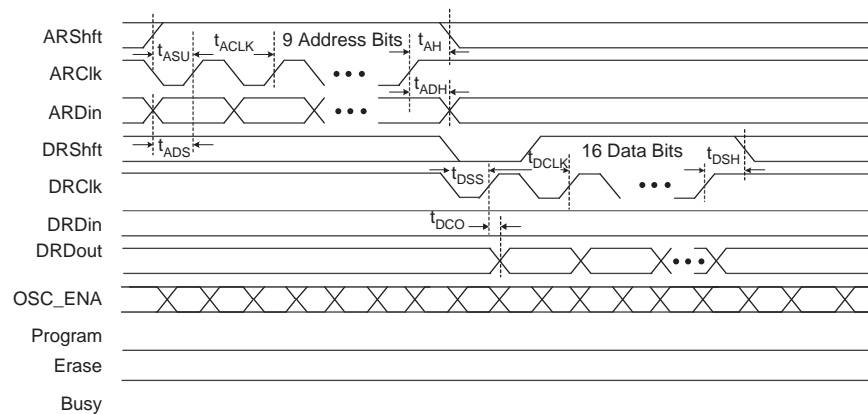 ARShft
9 Address Bits
tASU
tACLK
tAH
ARClk
tADH
ARDin
tADS
DRShft
16 Data Bits
tDCLK
tDSH
tDSS
DRClk
DRDin
tDCO
DRDout
OSC_ENA
Program
Erase
Busy